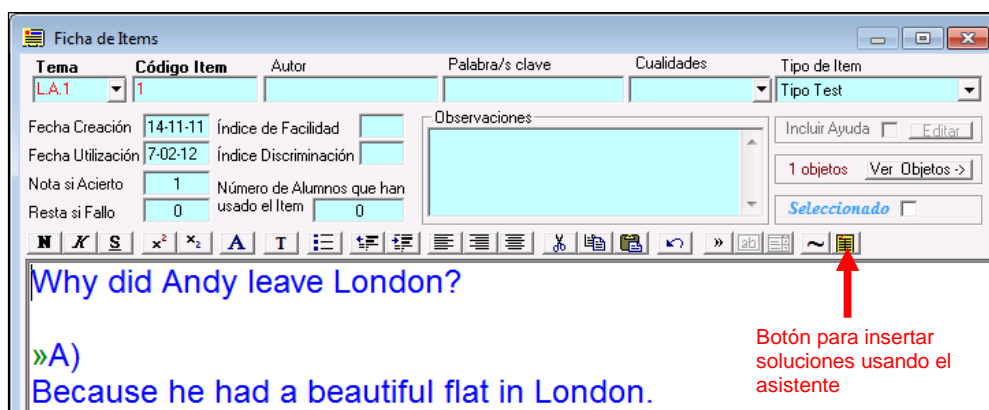 Ficha de Items
Tema Código Item Autor Palabra/s clave Cualidades Tipo de Item
L.A.1 1 Tipo Test
Fecha Creación 14-11-11 Índice de Facilidad Observaciones Incluir Ayuda Editar
Fecha Utilización 7-02-12 Índice Discriminación
Nota si Acierto 1 Número de Alumnos que han 1 objetos Ver Objetos ->
Resta si Fallo 0 usado el Item 0 Seleccionado
N K S x² x₂ A T » ab ~
Why did Andy leave London?
»A)
Because he had a beautiful flat in London.
Botón para insertar
soluciones usando el
asistente